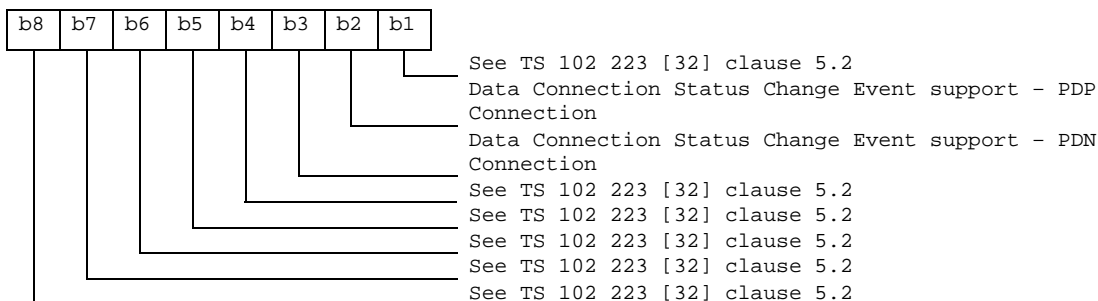 b8 b7 b6 b5 b4 b3 b2 b1
See TS 102 223 [32] clause 5.2
Data Connection Status Change Event support – PDP
Connection
Data Connection Status Change Event support – PDN
Connection
See TS 102 223 [32] clause 5.2
See TS 102 223 [32] clause 5.2
See TS 102 223 [32] clause 5.2
See TS 102 223 [32] clause 5.2
See TS 102 223 [32] clause 5.2